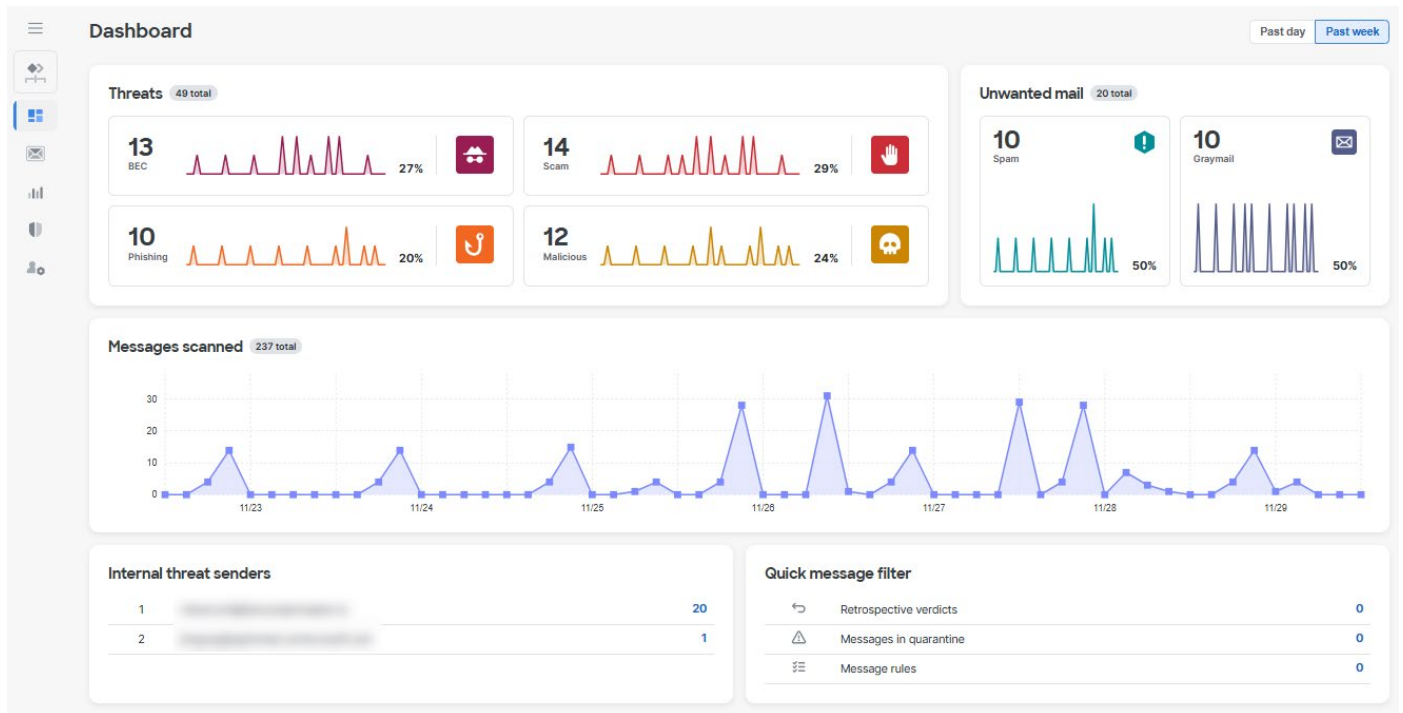 Dashboard
Past day Past week
Threats 49 total
13
BEC
27%
14
Scam
29%
10
Phishing
20%
12
Malicious
24%
Unwanted mail 20 total
10
Spam
50%
10
Graymail
50%
Messages scanned 237 total
30
20
10
0
11/23 11/24 11/25 11/26 11/27 11/28 11/29
Internal threat senders
1 20
2 1
Quick message filter
Retrospective verdicts 0
Messages in quarantine 0
Message rules 0